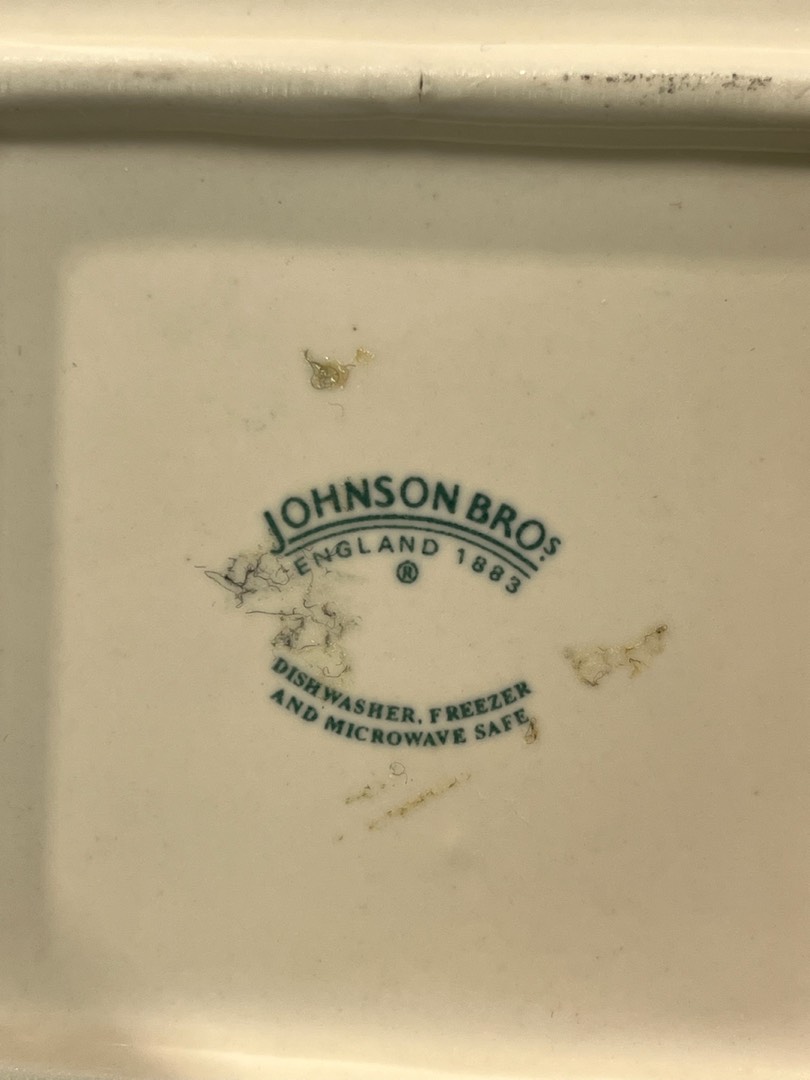 JOHNSON BROS.
ENGLAND 1883
®
DISHWASHER, FREEZER
AND MICROWAVE SAFE